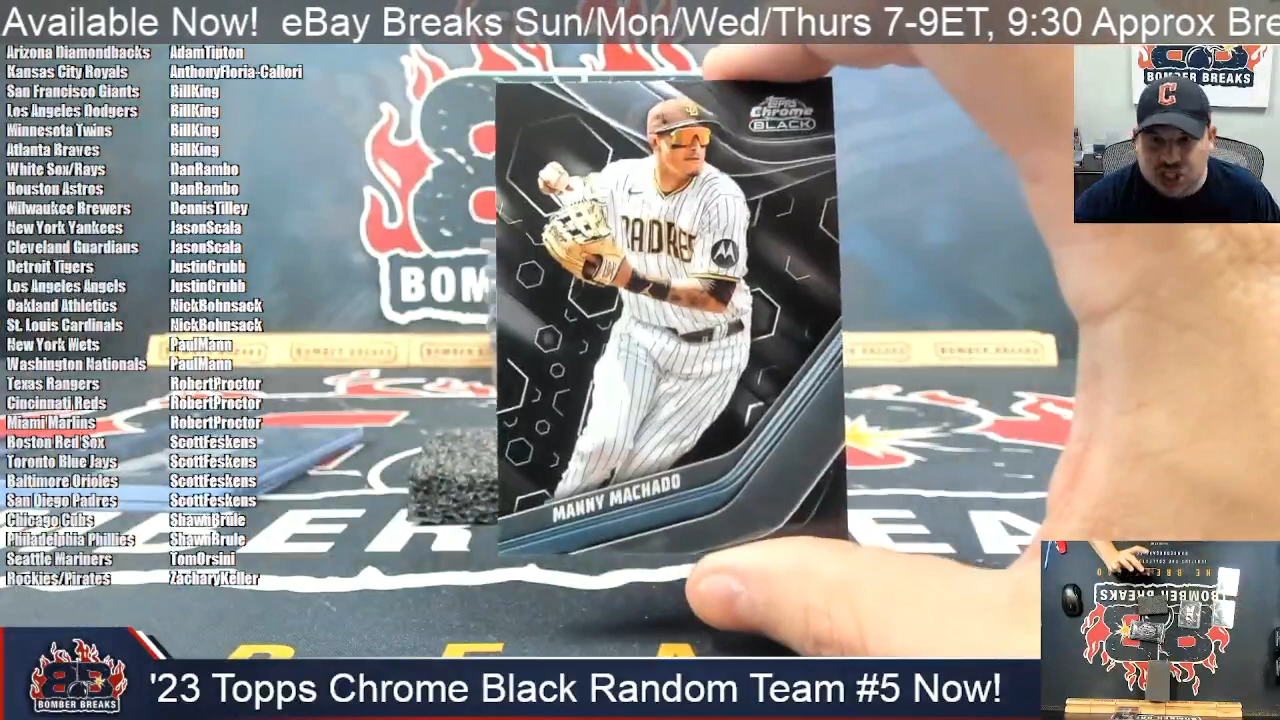 Available Now! eBay Breaks Sun/Mon/Wed/Thurs 7-9ET, 9:30 Approx Bre
Arizona Diamondbacks AdamTipton
Kansas City Royals AnthonyFloria-Callori
San Francisco Giants BillKing
Los Angeles Dodgers BillKing
Minnesota Twins BillKing
Atlanta Braves BillKing
White Sox/Rays DanRambo
Houston Astros DanRambo
Milwaukee Brewers DennisTilley
New York Yankees JasonScala
Cleveland Guardians JasonScala
Detroit Tigers JustinGrubb
Los Angeles Angels JustinGrubb
Oakland Athletics NickBohnsack
St. Louis Cardinals NickBohnsack
New York Mets PaulMann
Washington Nationals PaulMann
Texas Rangers RobertProctor
Cincinnati Reds RobertProctor
Miami Marlins RobertProctor
Boston Red Sox ScottFeskens
Toronto Blue Jays ScottFeskens
Baltimore Orioles ScottFeskens
San Diego Padres ScottFeskens
Chicago Cubs ShawnBrule
Philadelphia Phillies ShawnBrule
Seattle Mariners TomOrsini
Rockies/Pirates ZacharyKeller
Topps
Chrome
BLACK
PADRES
MANNY MACHADO
BOMBER BREAKS
C
BOMBER BREAKS
BOMBER BREAKS
BOMBER BREAKS
'23 Topps Chrome Black Random Team #5 Now!